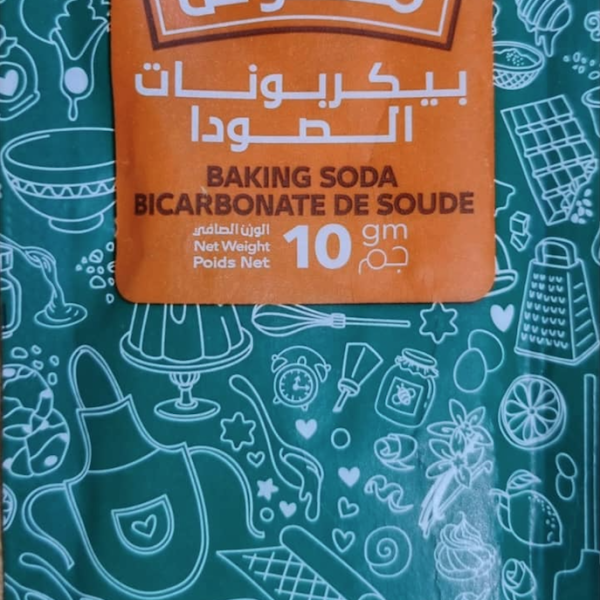 بيكربونات
الصودا
BAKING SODA
BICARBONATE DE SOUDE
الوزن الصافي
Net Weight
Poids Net
10
gm
جم